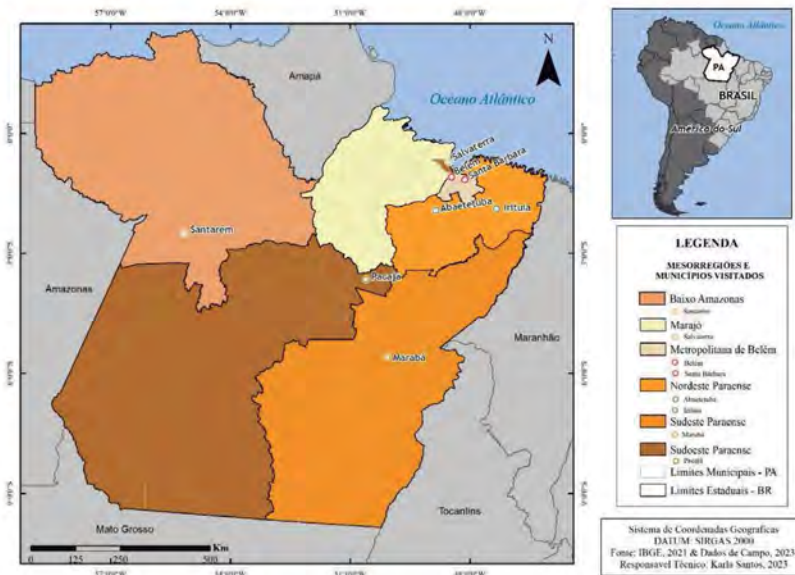 57°0'0"W 54°0'0"W 51°0'0"W 48°0'0"W
N
Amapá
Oceano Atlântico
Salvaterra
Belém
Santa Bárbara
Abaetetuba
Irituia
Santarem
Pacajá
Amazonas
Maranhão
Marabá
Tocantins
Mato Grosso
Km
0 125 250 500
Oceano Atlântico
PA
BRASIL
América do Sul
LEGENDA
MESORREGIÕES E
MUNICÍPIOS VISITADOS
Baixo Amazonas
Santarém
Marajó
Salvaterra
Metropolitana de Belém
Belém
Santa Bárbara
Nordeste Paraense
Abaetetuba
Irituia
Sudeste Paraense
Marabá
Sudoeste Paraense
Pacajá
Limites Municipais - PA
Limites Estaduais - BR
Sistema de Coordenadas Geograficas
DATUM: SIRGAS 2000
Fonte: IBGE, 2021 & Dados de Campo, 2023
Responsavel Técnico: Karla Santos, 2023